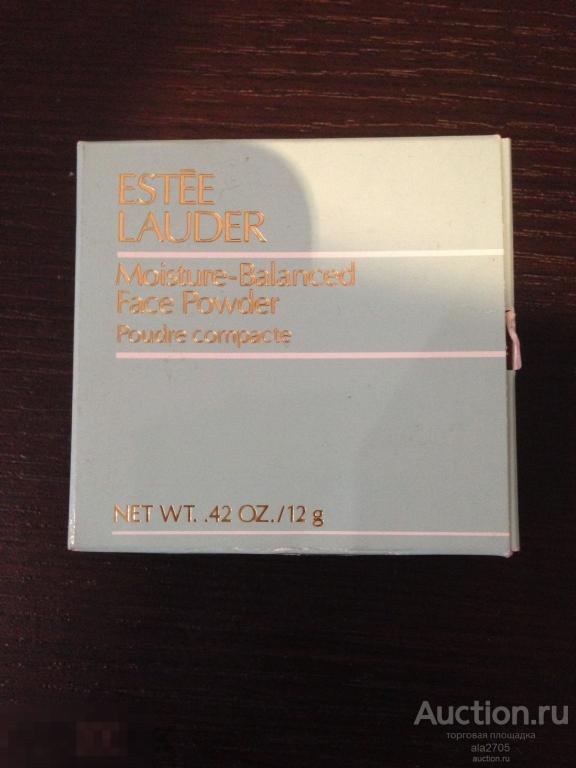 ESTĒE
LAUDER
Moisture-Balanced
Face Powder
Poudre compacte
NET WT. .42 OZ./12 g
Auction.ru
торговая площадка
ala2705
auction.ru